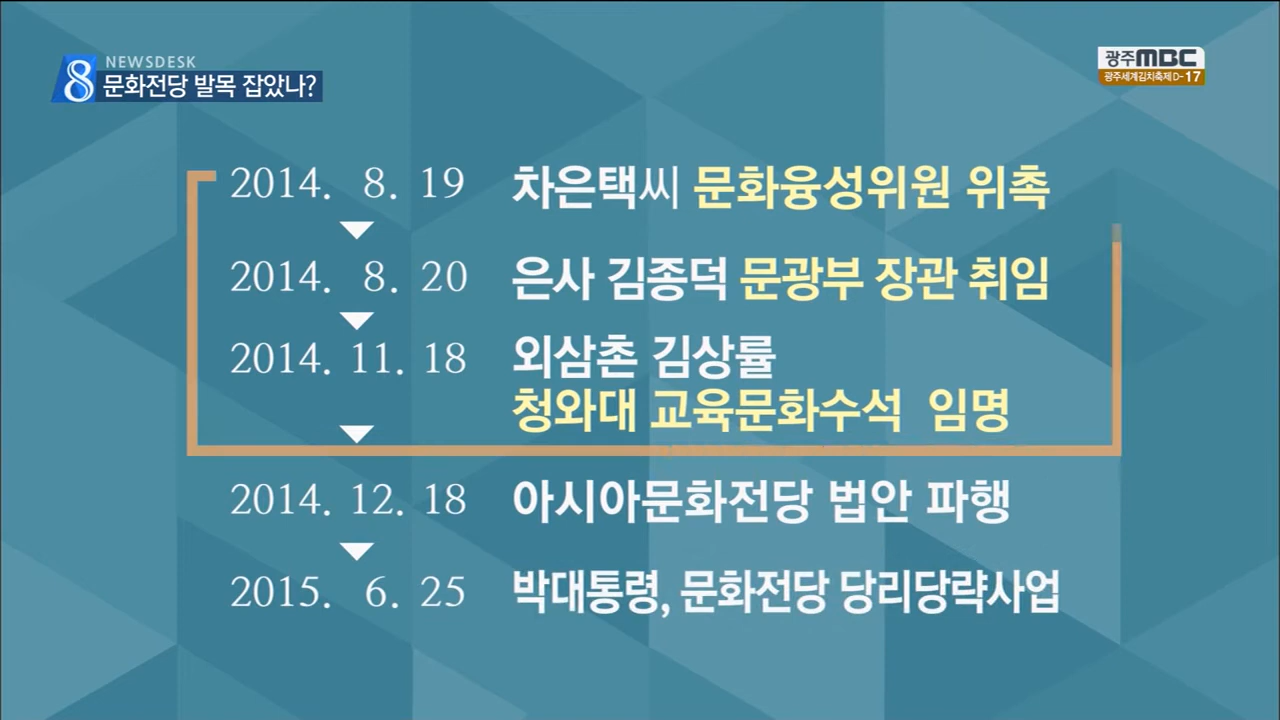 8 NEWSDESK
문화전당 발목 잡았나?
광주MBC
광주세계김치축제 D-17
2014. 8. 19 차은택씨 문화융성위원 위촉
2014. 8. 20 은사 김종덕 문광부 장관 취임
2014. 11. 18 외삼촌 김상률
청와대 교육문화수석 임명
2014. 12. 18 아시아문화전당 법안 파행
2015. 6. 25 박대통령, 문화전당 당리당략사업